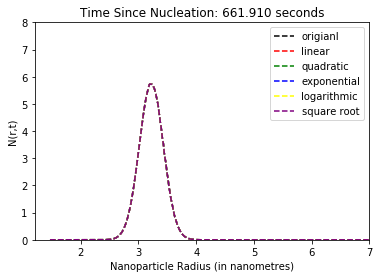 Time Since Nucleation: 661.910 seconds
8
7
6
5
4
3
2
1
0
N(r,t)
origianl
linear
quadratic
exponential
logarithmic
square root
2 3 4 5 6 7
Nanoparticle Radius (in nanometres)